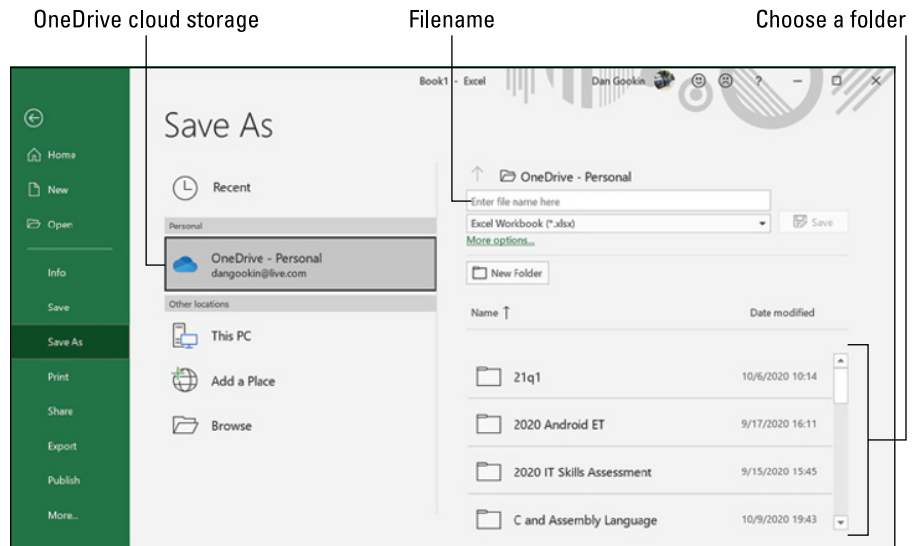 OneDrive cloud storage
Filename
Choose a folder
Book1 - Excel
Dan Gookin
?
Save As
Home
New
Open
Info
Save
Save As
Print
Share
Export
Publish
More...
Recent
Personal
OneDrive - Personal
dangookin@live.com
Other locations
This PC
Add a Place
Browse
OneDrive - Personal
Enter file name here
Excel Workbook (*.xlsx)
Save
More options...
New Folder
Name ↑
Date modified
21q1
10/6/2020 10:14
2020 Android ET
9/17/2020 16:11
2020 IT Skills Assessment
9/15/2020 15:45
C and Assembly Language
10/9/2020 19:43